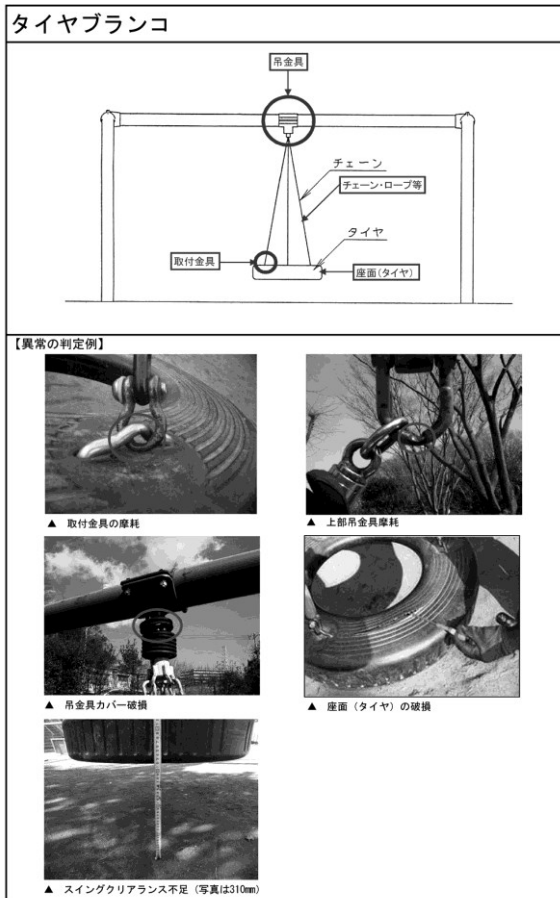 タイヤブランコ
吊金具
チェーン
チェーン・ロープ等
タイヤ
取付金具
座面(タイヤ)
【異常の判定例】
▲ 取付金具の摩耗
▲ 上部吊金具摩耗
▲ 吊金具カバー破損
▲ 座面（タイヤ）の破損
▲ スイングクリアランス不足（写真は310mm）